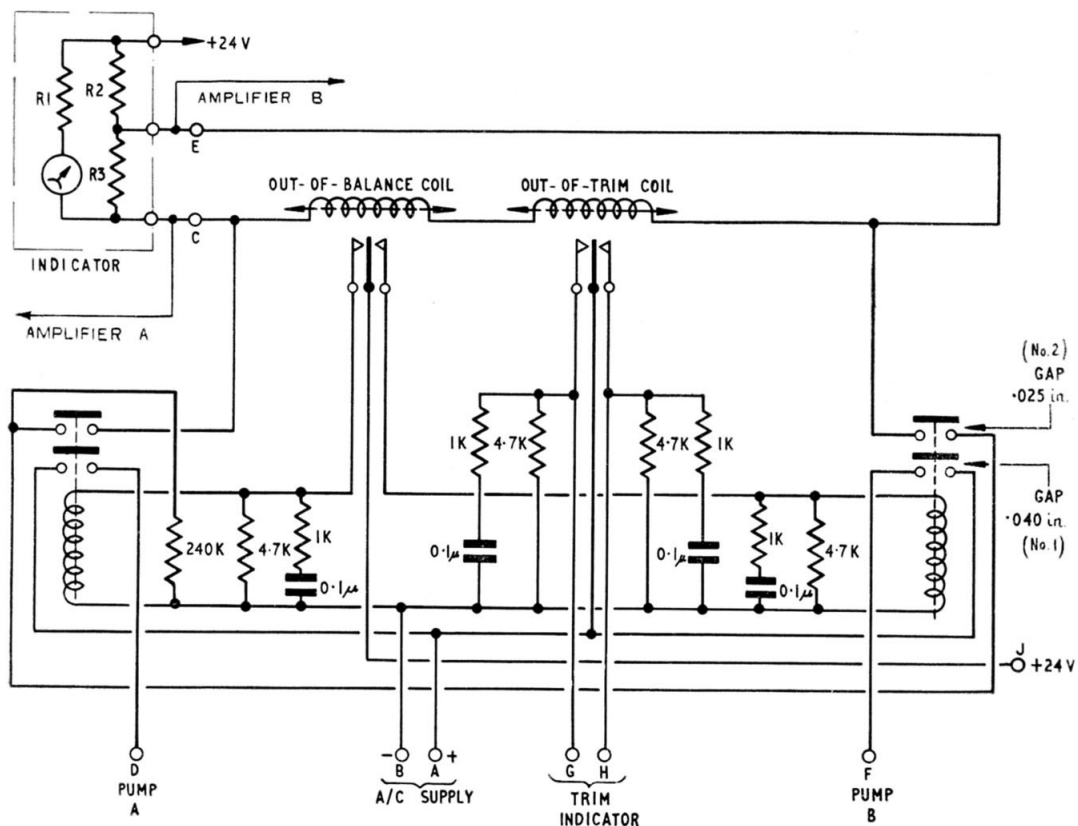 +24V
R1
R2
AMPLIFIER B
E
R3
OUT-OF-BALANCE COIL
OUT-OF-TRIM COIL
C
INDICATOR
AMPLIFIER A
(No.2)
GAP
·025 in.
1K
4·7K
4·7K
1K
GAP
·040 in.
(No.1)
240K
4·7K
1K
0·1μ
0·1μ
0·1μ
1K
0·1μ
4·7K
J
+24V
D
PUMP
A
−
B
A
+
A/C SUPPLY
G
H
TRIM
INDICATOR
F
PUMP
B